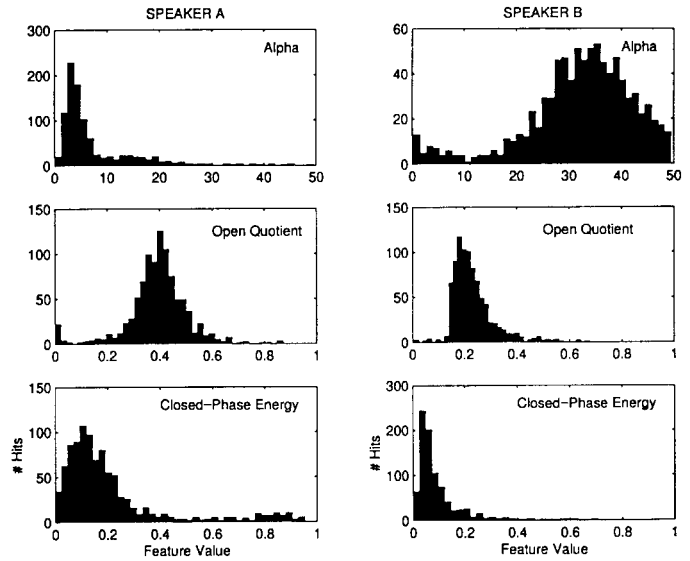 SPEAKER A
300
200
100
0
Alpha
0 10 20 30 40 50
150
100
50
0
Open Quotient
0 0.2 0.4 0.6 0.8 1
150
100
50
0
# Hits
Closed-Phase Energy
0 0.2 0.4 0.6 0.8 1
Feature Value
SPEAKER B
60
40
20
0
Alpha
0 10 20 30 40 50
150
100
50
0
Open Quotient
0 0.2 0.4 0.6 0.8 1
300
200
100
0
# Hits
Closed-Phase Energy
0 0.2 0.4 0.6 0.8 1
Feature Value